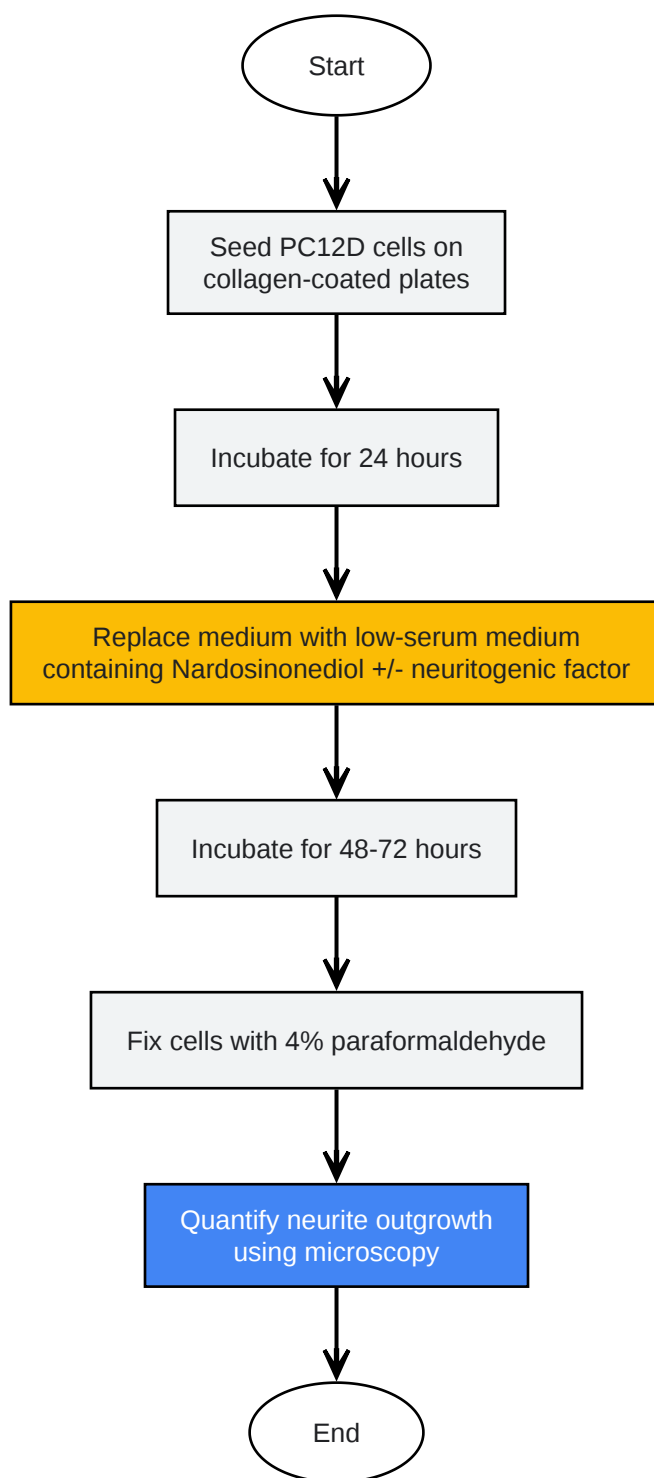 Start
Seed PC12D cells on
collagen-coated plates
Incubate for 24 hours
Replace medium with low-serum medium
containing Nardosinonediol +/- neuritogenic factor
Incubate for 48-72 hours
Fix cells with 4% paraformaldehyde
Quantify neurite outgrowth
using microscopy
End